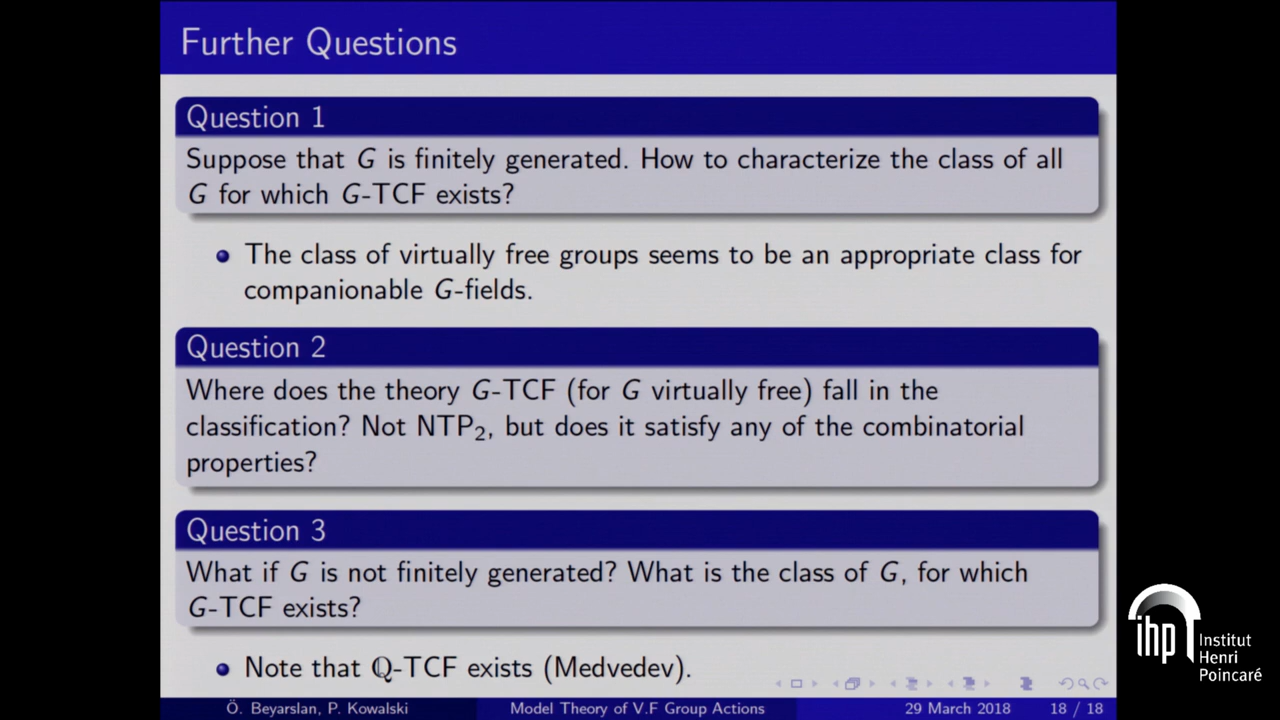 Further Questions
Question 1
Suppose that G is finitely generated. How to characterize the class of all
G for which G-TCF exists?
The class of virtually free groups seems to be an appropriate class for
companionable G-fields.
Question 2
Where does the theory G-TCF (for G virtually free) fall in the
classification? Not NTP₂, but does it satisfy any of the combinatorial
properties?
Question 3
What if G is not finitely generated? What is the class of G, for which
G-TCF exists?
Note that ℚ-TCF exists (Medvedev).
Ö. Beyarslan, P. Kowalski Model Theory of V.F Group Actions 29 March 2018 18 / 18
ihp Institut
Henri
Poincaré